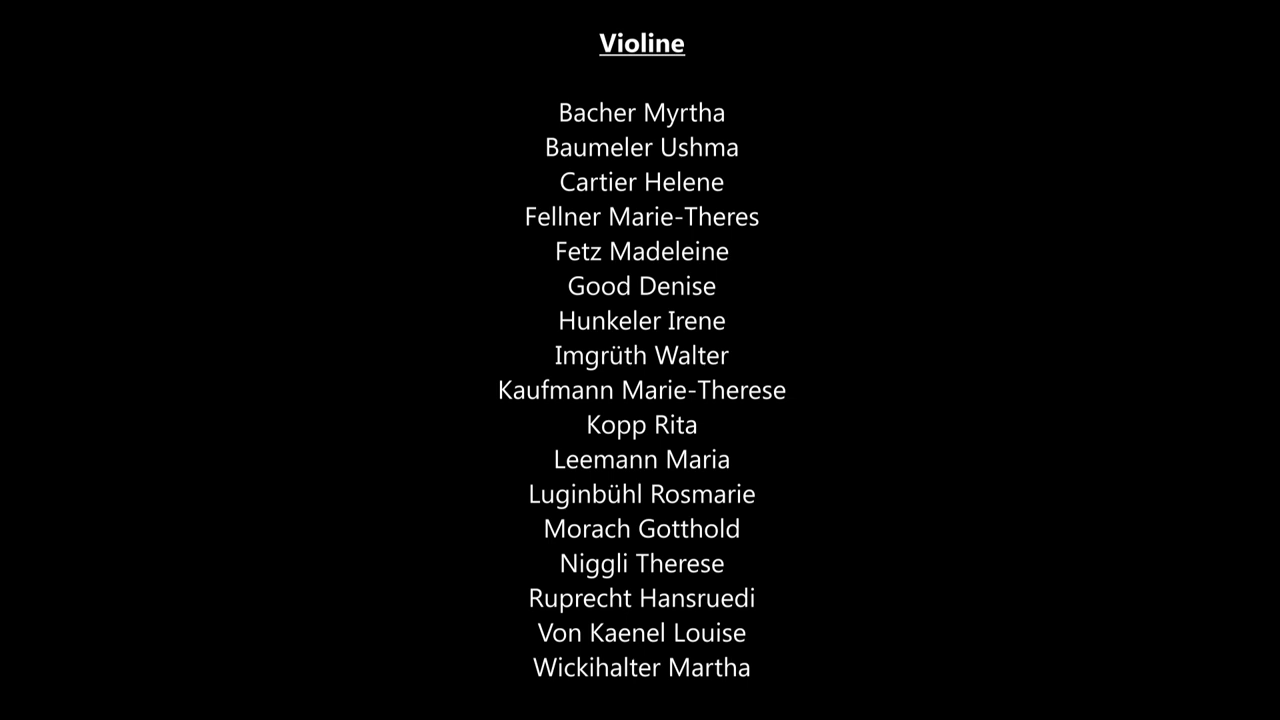 Violine
Bacher Myrtha
Baumeler Ushma
Cartier Helene
Fellner Marie-Theres
Fetz Madeleine
Good Denise
Hunkeler Irene
Imgrüth Walter
Kaufmann Marie-Therese
Kopp Rita
Leemann Maria
Luginbühl Rosmarie
Morach Gotthold
Niggli Therese
Ruprecht Hansruedi
Von Kaenel Louise
Wickihalter Martha